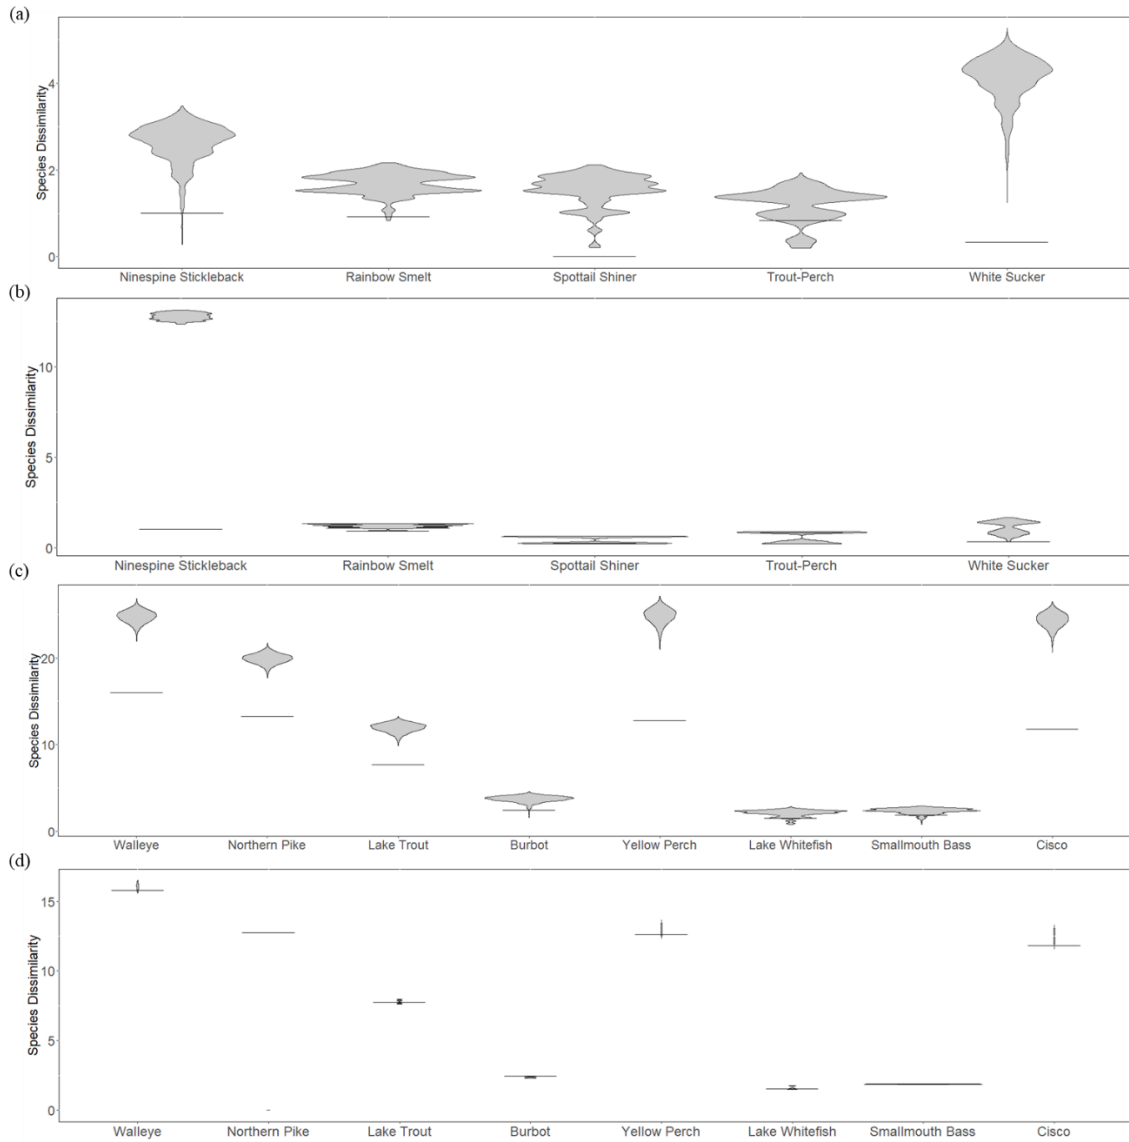 (a)
Species Dissimilarity
4
2
0
Ninespine Stickleback Rainbow Smelt Spottail Shiner Trout-Perch White Sucker
(b)
Species Dissimilarity
10
5
0
Ninespine Stickleback Rainbow Smelt Spottail Shiner Trout-Perch White Sucker
(c)
Species Dissimilarity
20
10
0
Walleye Northern Pike Lake Trout Burbot Yellow Perch Lake Whitefish Smallmouth Bass Cisco
(d)
Species Dissimilarity
15
10
5
0
Walleye Northern Pike Lake Trout Burbot Yellow Perch Lake Whitefish Smallmouth Bass Cisco